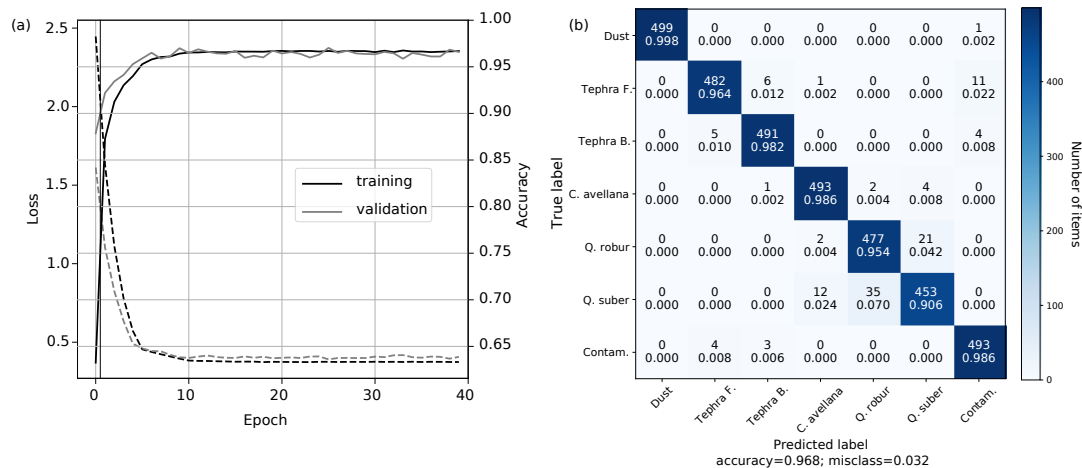 (a)
2.5
2.0
1.5
1.0
0.5
Loss
0
10
20
30
40
Epoch
1.00
0.95
0.90
0.85
0.80
0.75
0.70
0.65
Accuracy
training
validation
(b)
True label
Dust
Tephra F.
Tephra B.
C. avellana
Q. robur
Q. suber
Contam.
499 0 0 0 0 0 1
0.998 0.000 0.000 0.000 0.000 0.000 0.002
0 482 6 1 0 0 11
0.000 0.964 0.012 0.002 0.000 0.000 0.022
0 5 491 0 0 0 4
0.000 0.010 0.982 0.000 0.000 0.000 0.008
0 0 1 493 2 4 0
0.000 0.000 0.002 0.986 0.004 0.008 0.000
0 0 0 2 477 21 0
0.000 0.000 0.000 0.004 0.954 0.042 0.000
0 0 0 12 35 453 0
0.000 0.000 0.000 0.024 0.070 0.906 0.000
0 4 3 0 0 0 493
0.000 0.008 0.006 0.000 0.000 0.000 0.986
Dust
Tephra F.
Tephra B.
C. avellana
Q. robur
Q. suber
Contam.
Predicted label
accuracy=0.968; misclass=0.032
400
300
200
100
0
Number of items